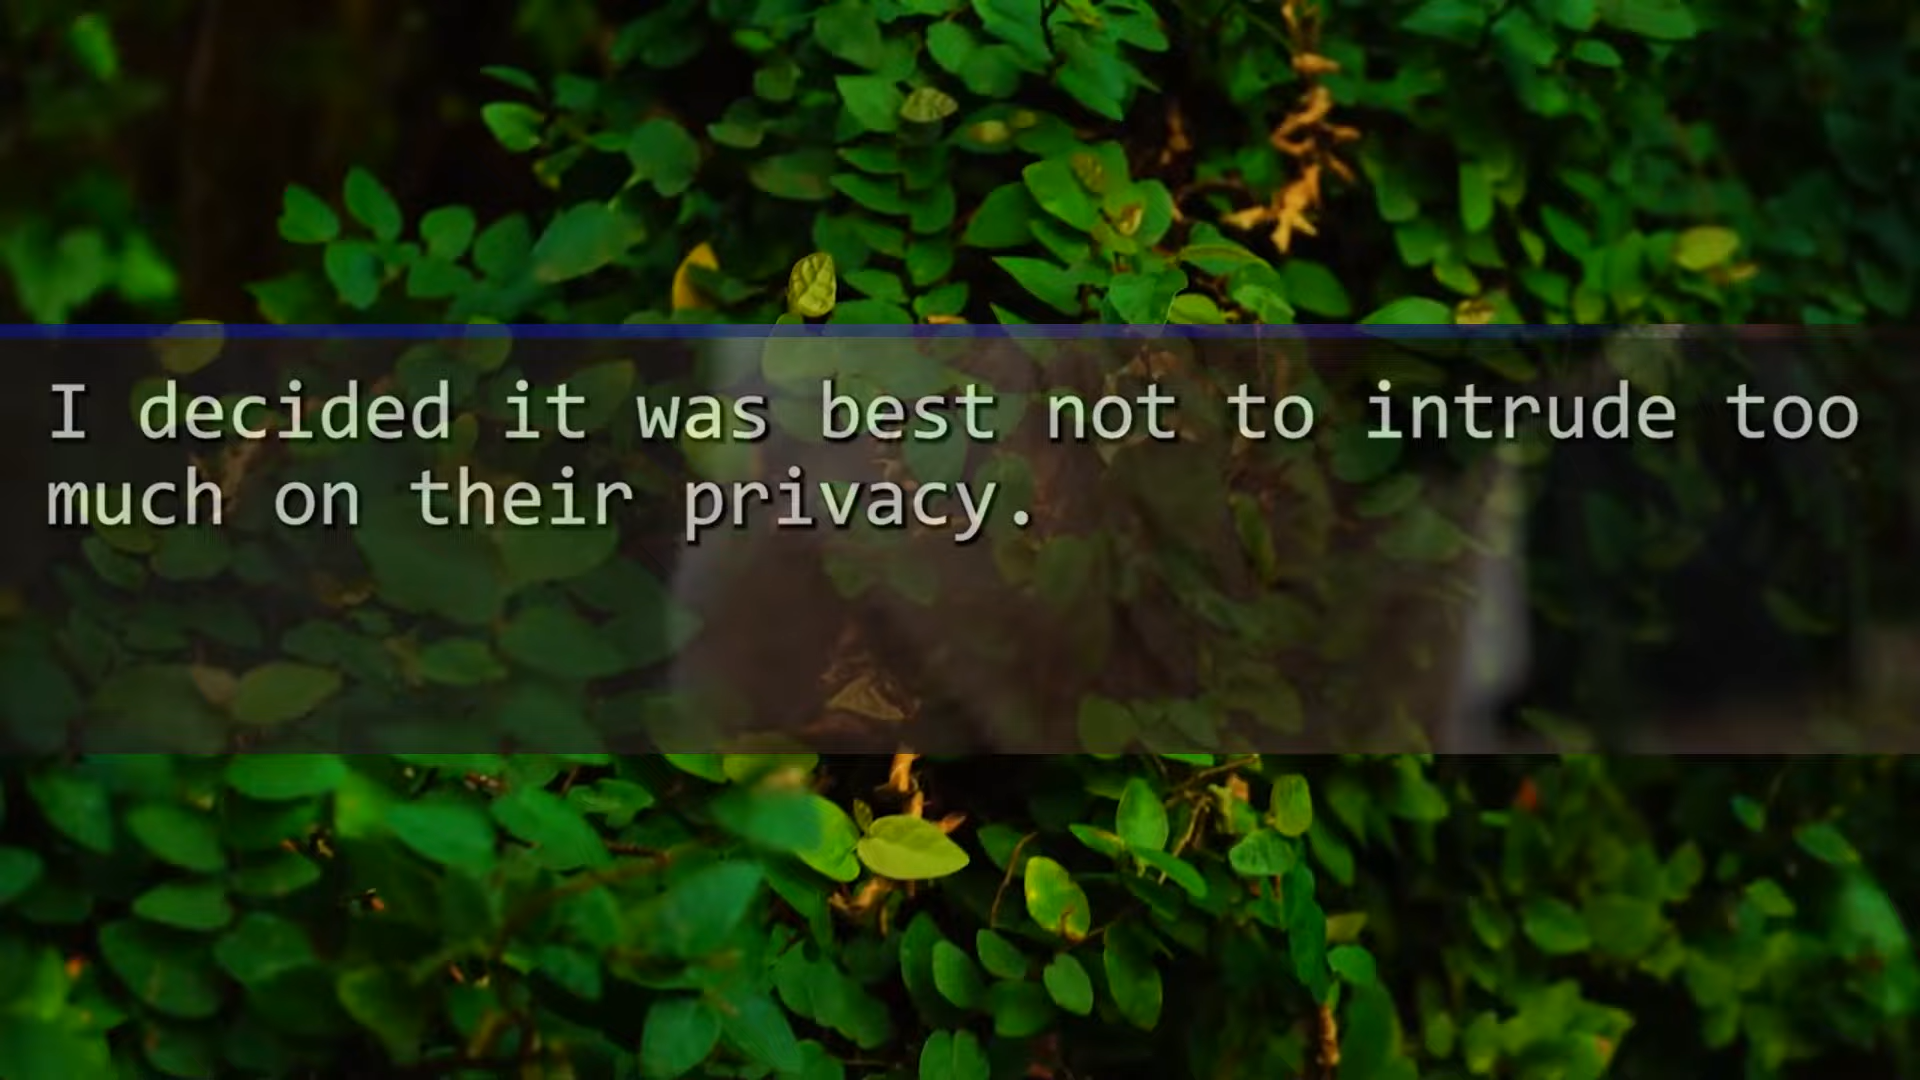 I decided it was best not to intrude too
much on their privacy.